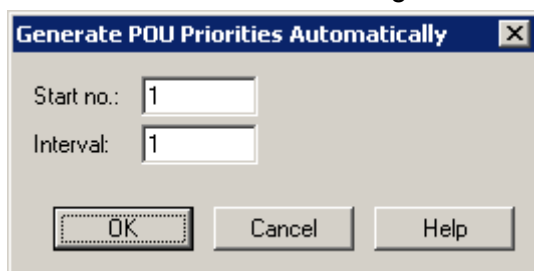 Generate POU Priorities Automatically
Start no.: 1
Interval: 1
OK Cancel Help